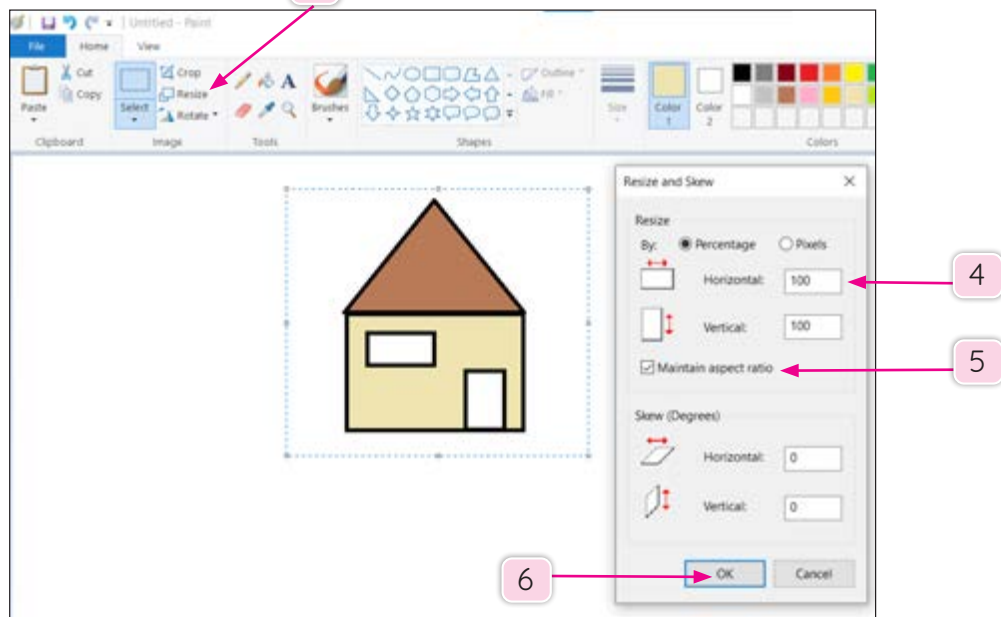 Untitled - Paint
File Home View
Paste
Cut
Copy
Clipboard
Select
Crop
Resize
Rotate
Image
Tools
Brushes
Shapes
Outline
Fill
Size
Color 1
Color 2
Colors
Resize and Skew
Resize
By: Percentage Pixels
Horizontal: 100
4
Vertical: 100
Maintain aspect ratio
5
Skew (Degrees)
Horizontal: 0
Vertical: 0
6
OK Cancel